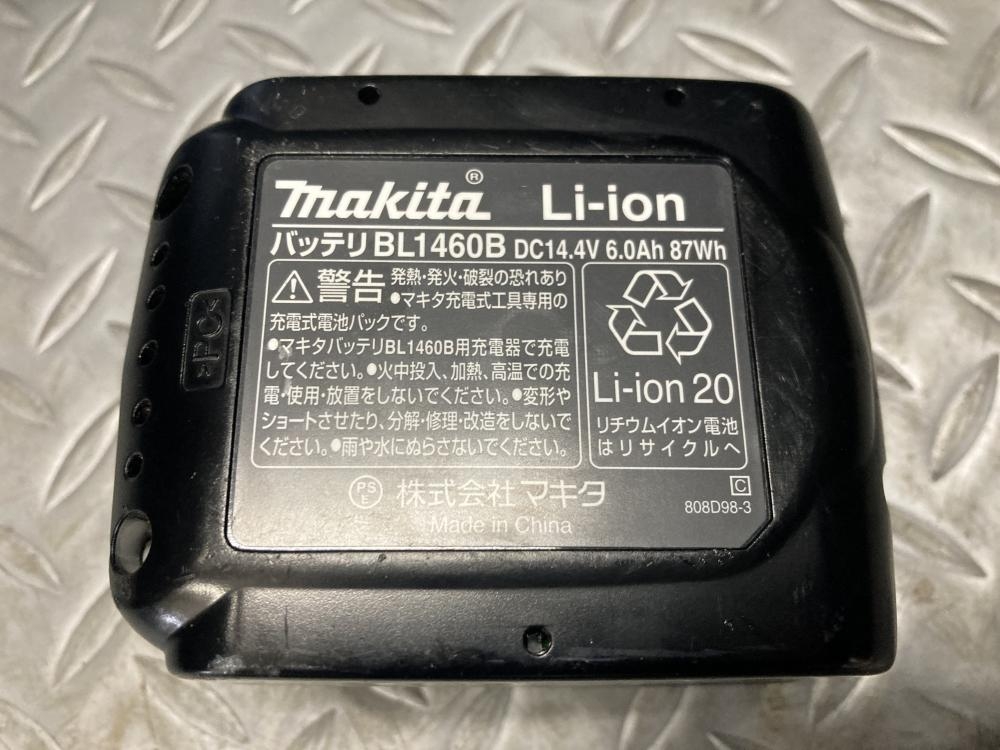 makita® Li-ion
バッテリ BL1460B DC14.4V 6.0Ah 87Wh
警告 発熱・発火・破裂の恐れあり
●マキタ充電式工具専用の
充電式電池パックです。
●マキタバッテリBL1460B用充電器で充電
してください。●火中投入、加熱、高温での充
電・使用・放置をしないでください。●変形や
ショートさせたり、分解・修理・改造をしないで
ください。●雨や水にぬらさないでください。
Li-ion 20
リチウムイオン電池
はリサイクルへ
PS
E
株式会社マキタ
Made in China
C
808D98-3
>PC<